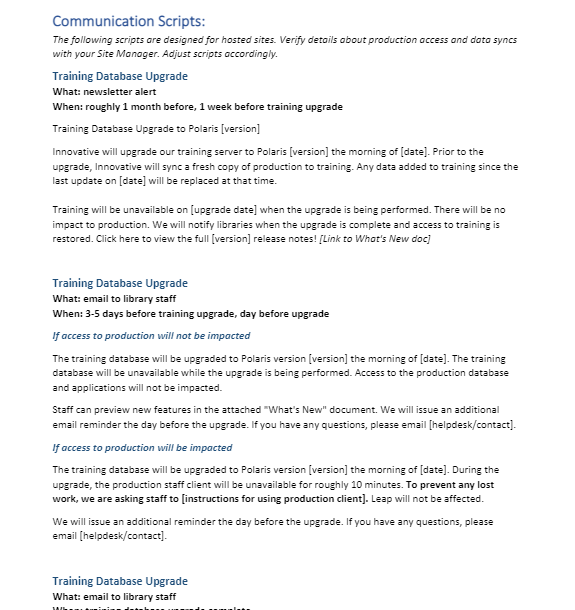 Communication Scripts:
The following scripts are designed for hosted sites. Verify details about production access and data syncs
with your Site Manager. Adjust scripts accordingly.
Training Database Upgrade
What: newsletter alert
When: roughly 1 month before, 1 week before training upgrade
Training Database Upgrade to Polaris [version]
Innovative will upgrade our training server to Polaris [version] the morning of [date]. Prior to the
upgrade, Innovative will sync a fresh copy of production to training. Any data added to training since the
last update on [date] will be replaced at that time.
Training will be unavailable on [upgrade date] when the upgrade is being performed. There will be no
impact to production. We will notify libraries when the upgrade is complete and access to training is
restored. Click here to view the full [version] release notes! [Link to What's New doc]
Training Database Upgrade
What: email to library staff
When: 3-5 days before training upgrade, day before upgrade
If access to production will not be impacted
The training database will be upgraded to Polaris version [version] the morning of [date]. The training
database will be unavailable while the upgrade is being performed. Access to the production database
and applications will not be impacted.
Staff can preview new features in the attached "What's New" document. We will issue an additional
email reminder the day before the upgrade. If you have any questions, please email [helpdesk/contact].
If access to production will be impacted
The training database will be upgraded to Polaris version [version] the morning of [date]. During the
upgrade, the production staff client will be unavailable for roughly 10 minutes. To prevent any lost
work, we are asking staff to [instructions for using production client]. Leap will not be affected.
We will issue an additional reminder the day before the upgrade. If you have any questions, please
email [helpdesk/contact].
Training Database Upgrade
What: email to library staff
When: training database upgrade complete